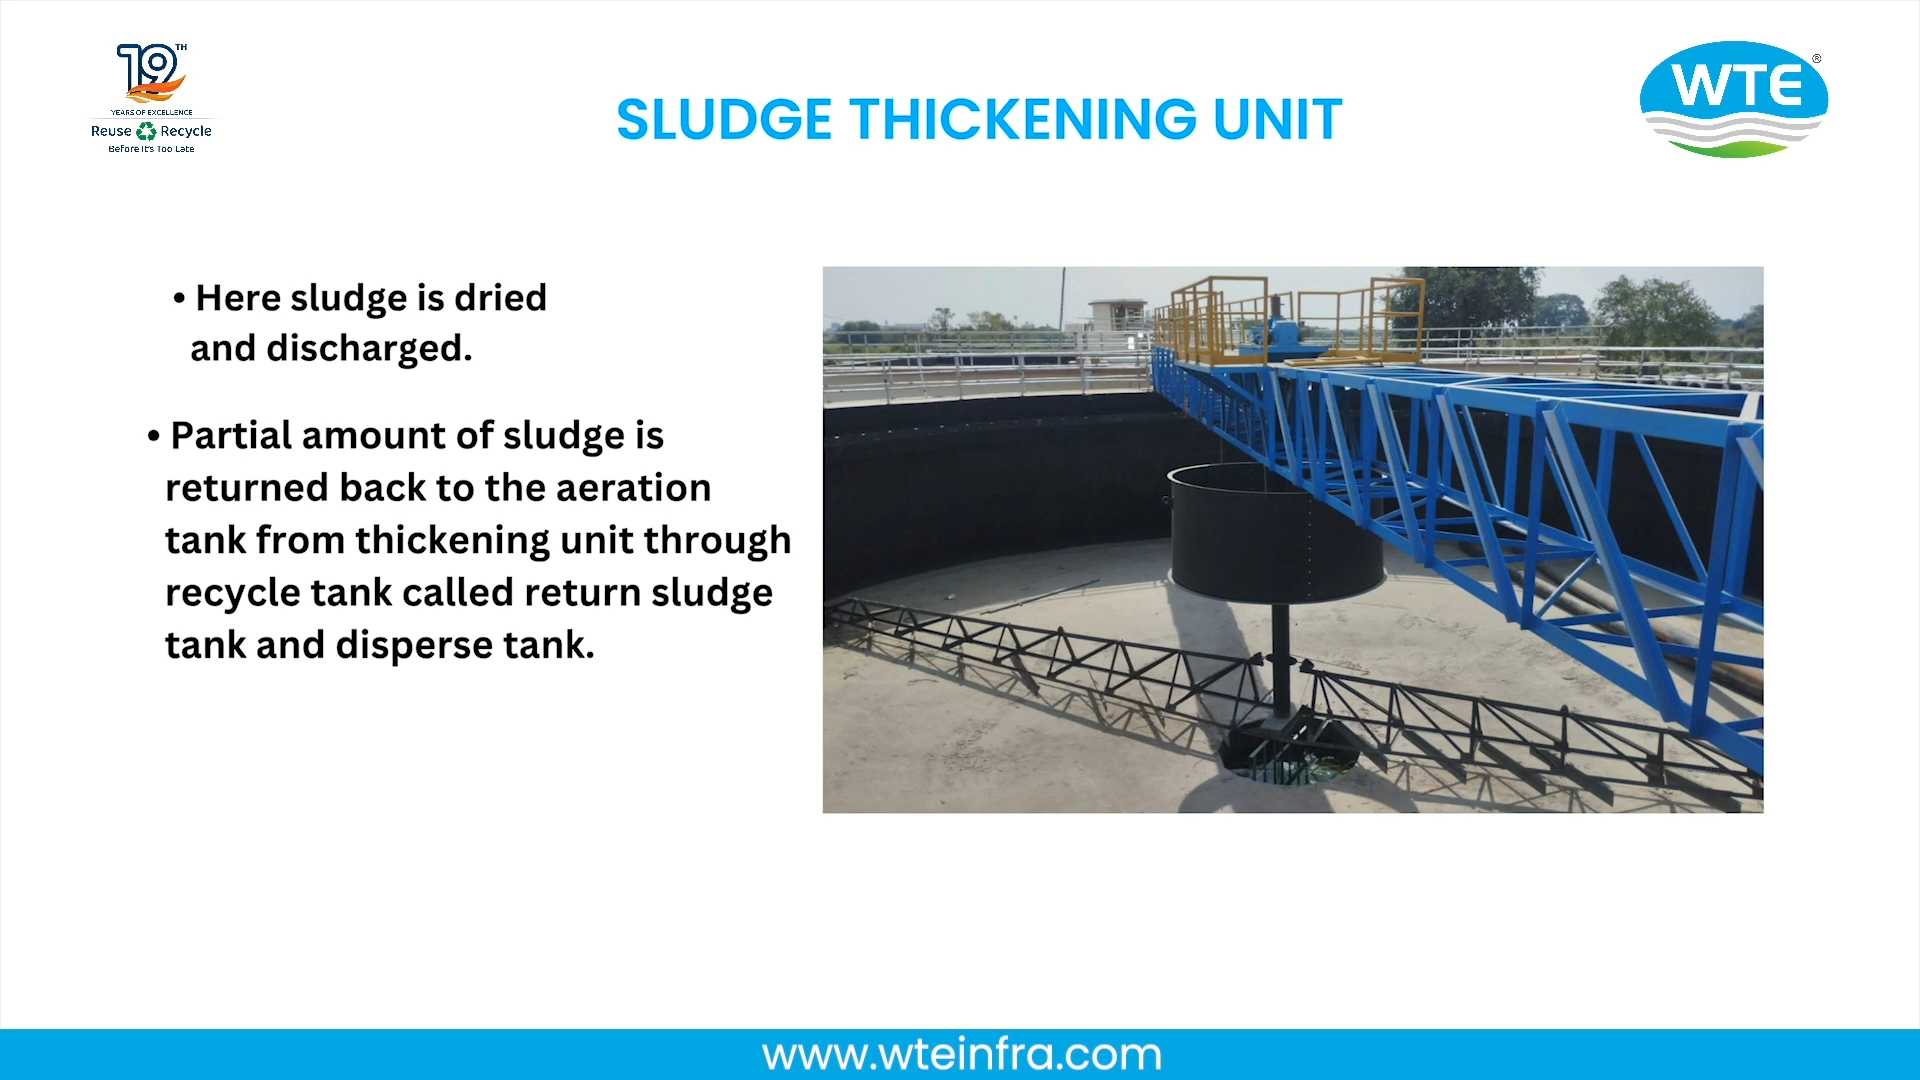 19TH
YEARS OF EXCELLENCE
Reuse Recycle
Before It's Too Late
SLUDGE THICKENING UNIT
WTE®
• Here sludge is dried
and discharged.
• Partial amount of sludge is
returned back to the aeration
tank from thickening unit through
recycle tank called return sludge
tank and disperse tank.
www.wteinfra.com